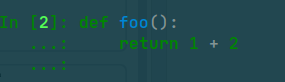 In [2]: def foo():
   ...:     return 1 + 2
   ...: